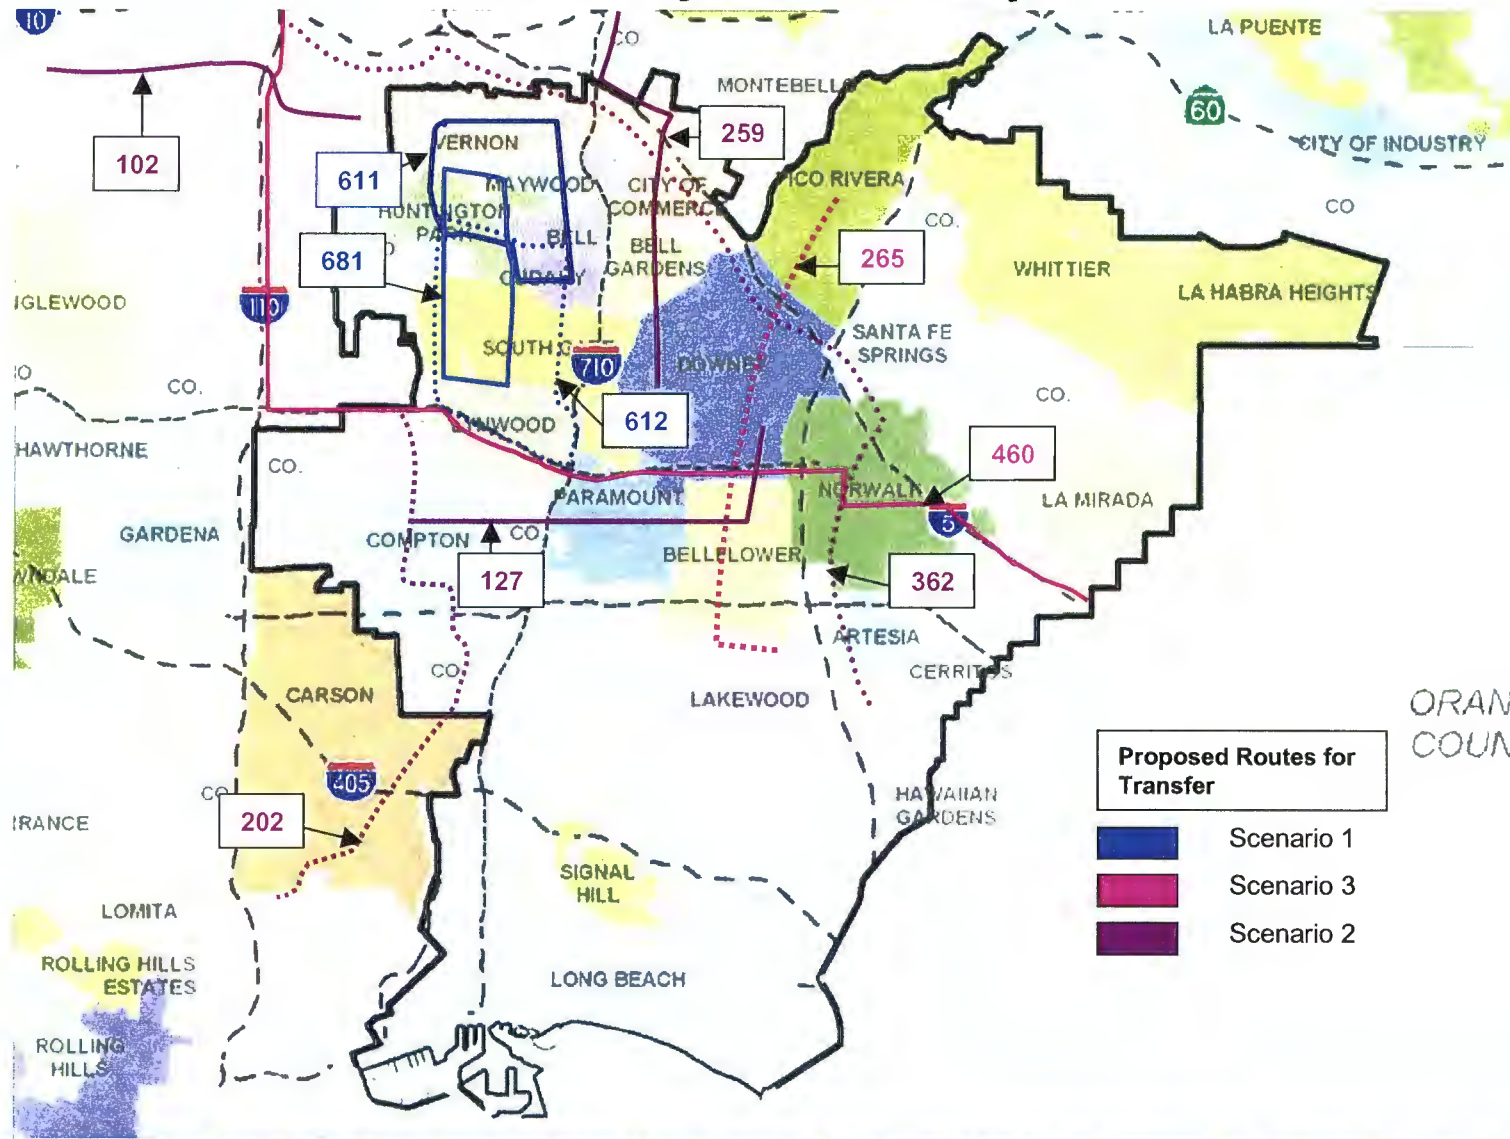 10
CO
LA PUENTE
MONTEBELLO
60
102
259
VERNON
CITY OF INDUSTRY
611
MAYWOOD
CITY OF
COMMERCE
PICO RIVERA
HUNTINGTON
PARK
CO
CO.
BELL
BELL
GARDENS
681
CUDAHY
265
WHITTIER
LA HABRA HEIGHTS
IGLEWOOD
110
SANTA FE
SPRINGS
SOUTH G
710
DOWNE
CO.
CO.
612
LYNWOOD
HAWTHORNE
CO.
460
PARAMOUNT
NORWALK
LA MIRADA
5
GARDENA
COMPTON
CO.
BELLFLOWER
127
362
NDALE
ARTESIA
CO
CERRITOS
CARSON
LAKEWOOD
ORAN
COUN
405
CO
HAWAIIAN
GARDENS
Proposed Routes for
Transfer
RRANCE
202
Scenario 1
SIGNAL
HILL
Scenario 3
LOMITA
Scenario 2
ROLLING HILLS
ESTATES
LONG BEACH
ROLLING
HILLS